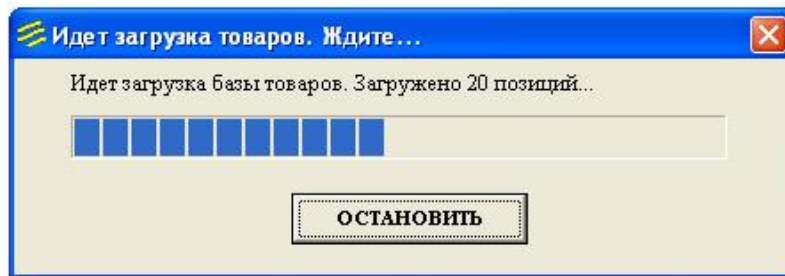 Идет загрузка товаров. Ждите...
Идет загрузка базы товаров. Загружено 20 позиций...
ОСТАНОВИТЬ